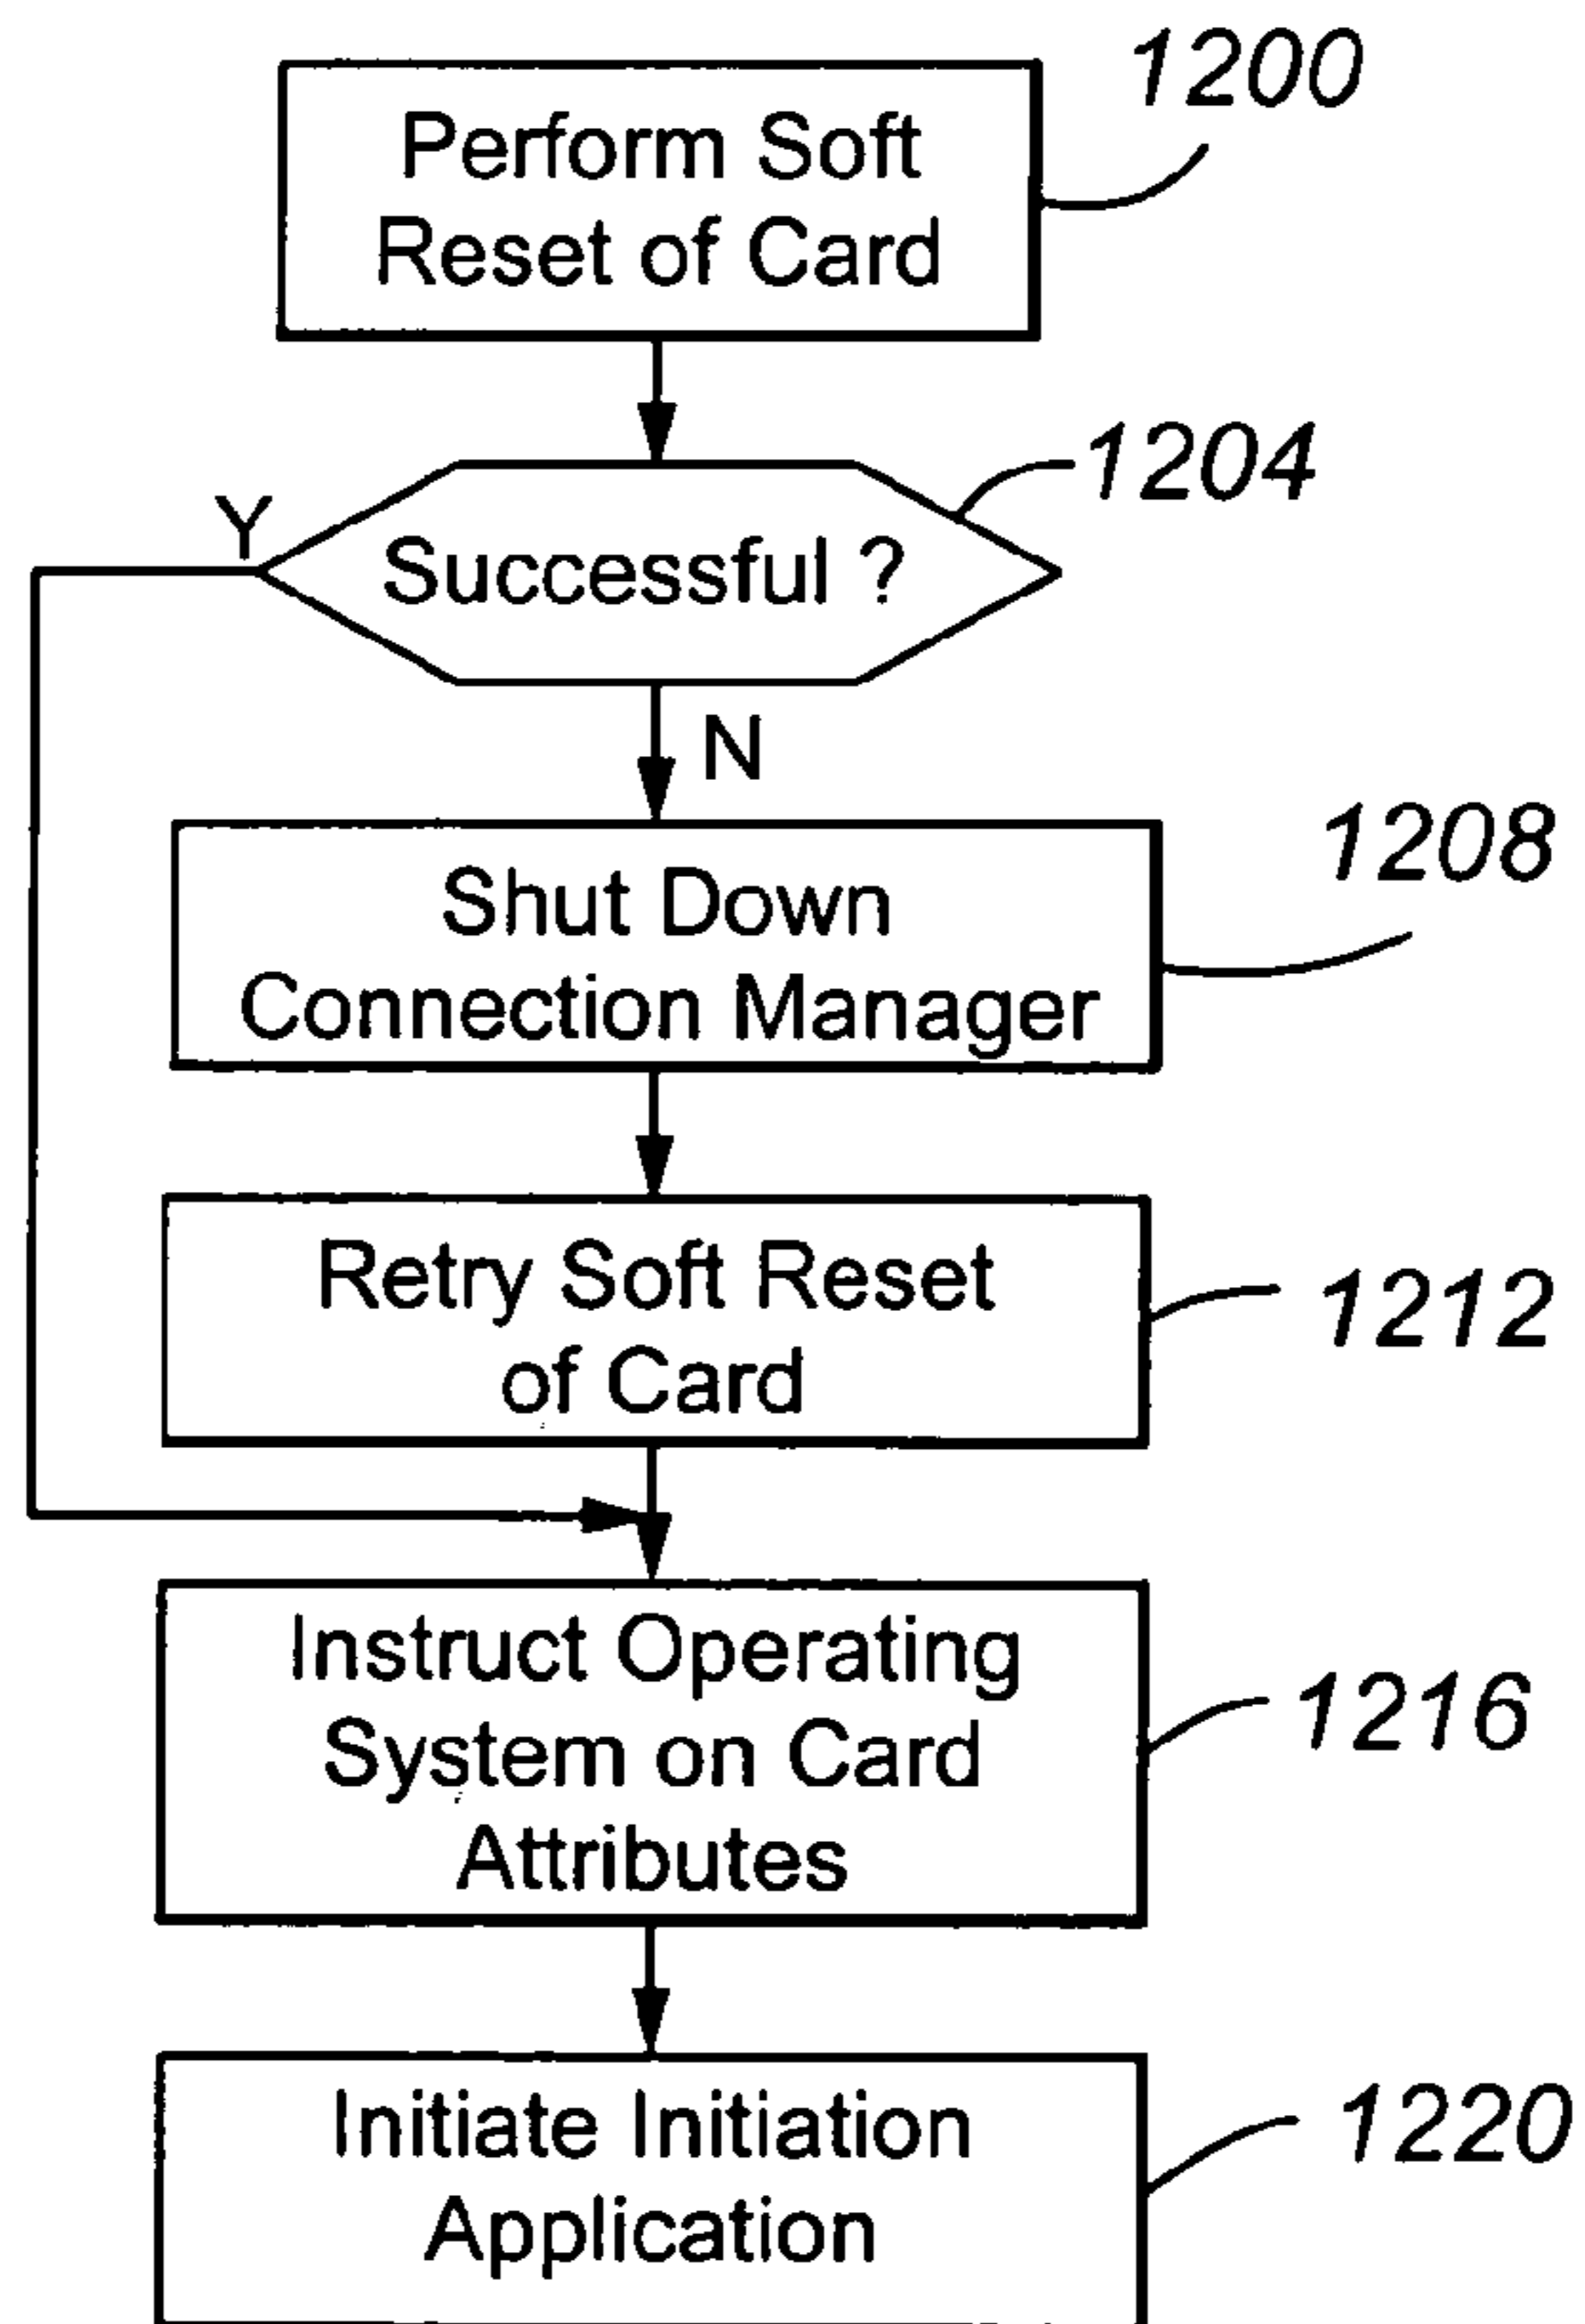 1200
Perform Soft
Reset of Card
1204
Y
Successful ?
N
1208
Shut Down
Connection Manager
Retry Soft Reset
of Card
1212
Instruct Operating
System on Card
Attributes
1216
Initiate Initiation
Application
1220